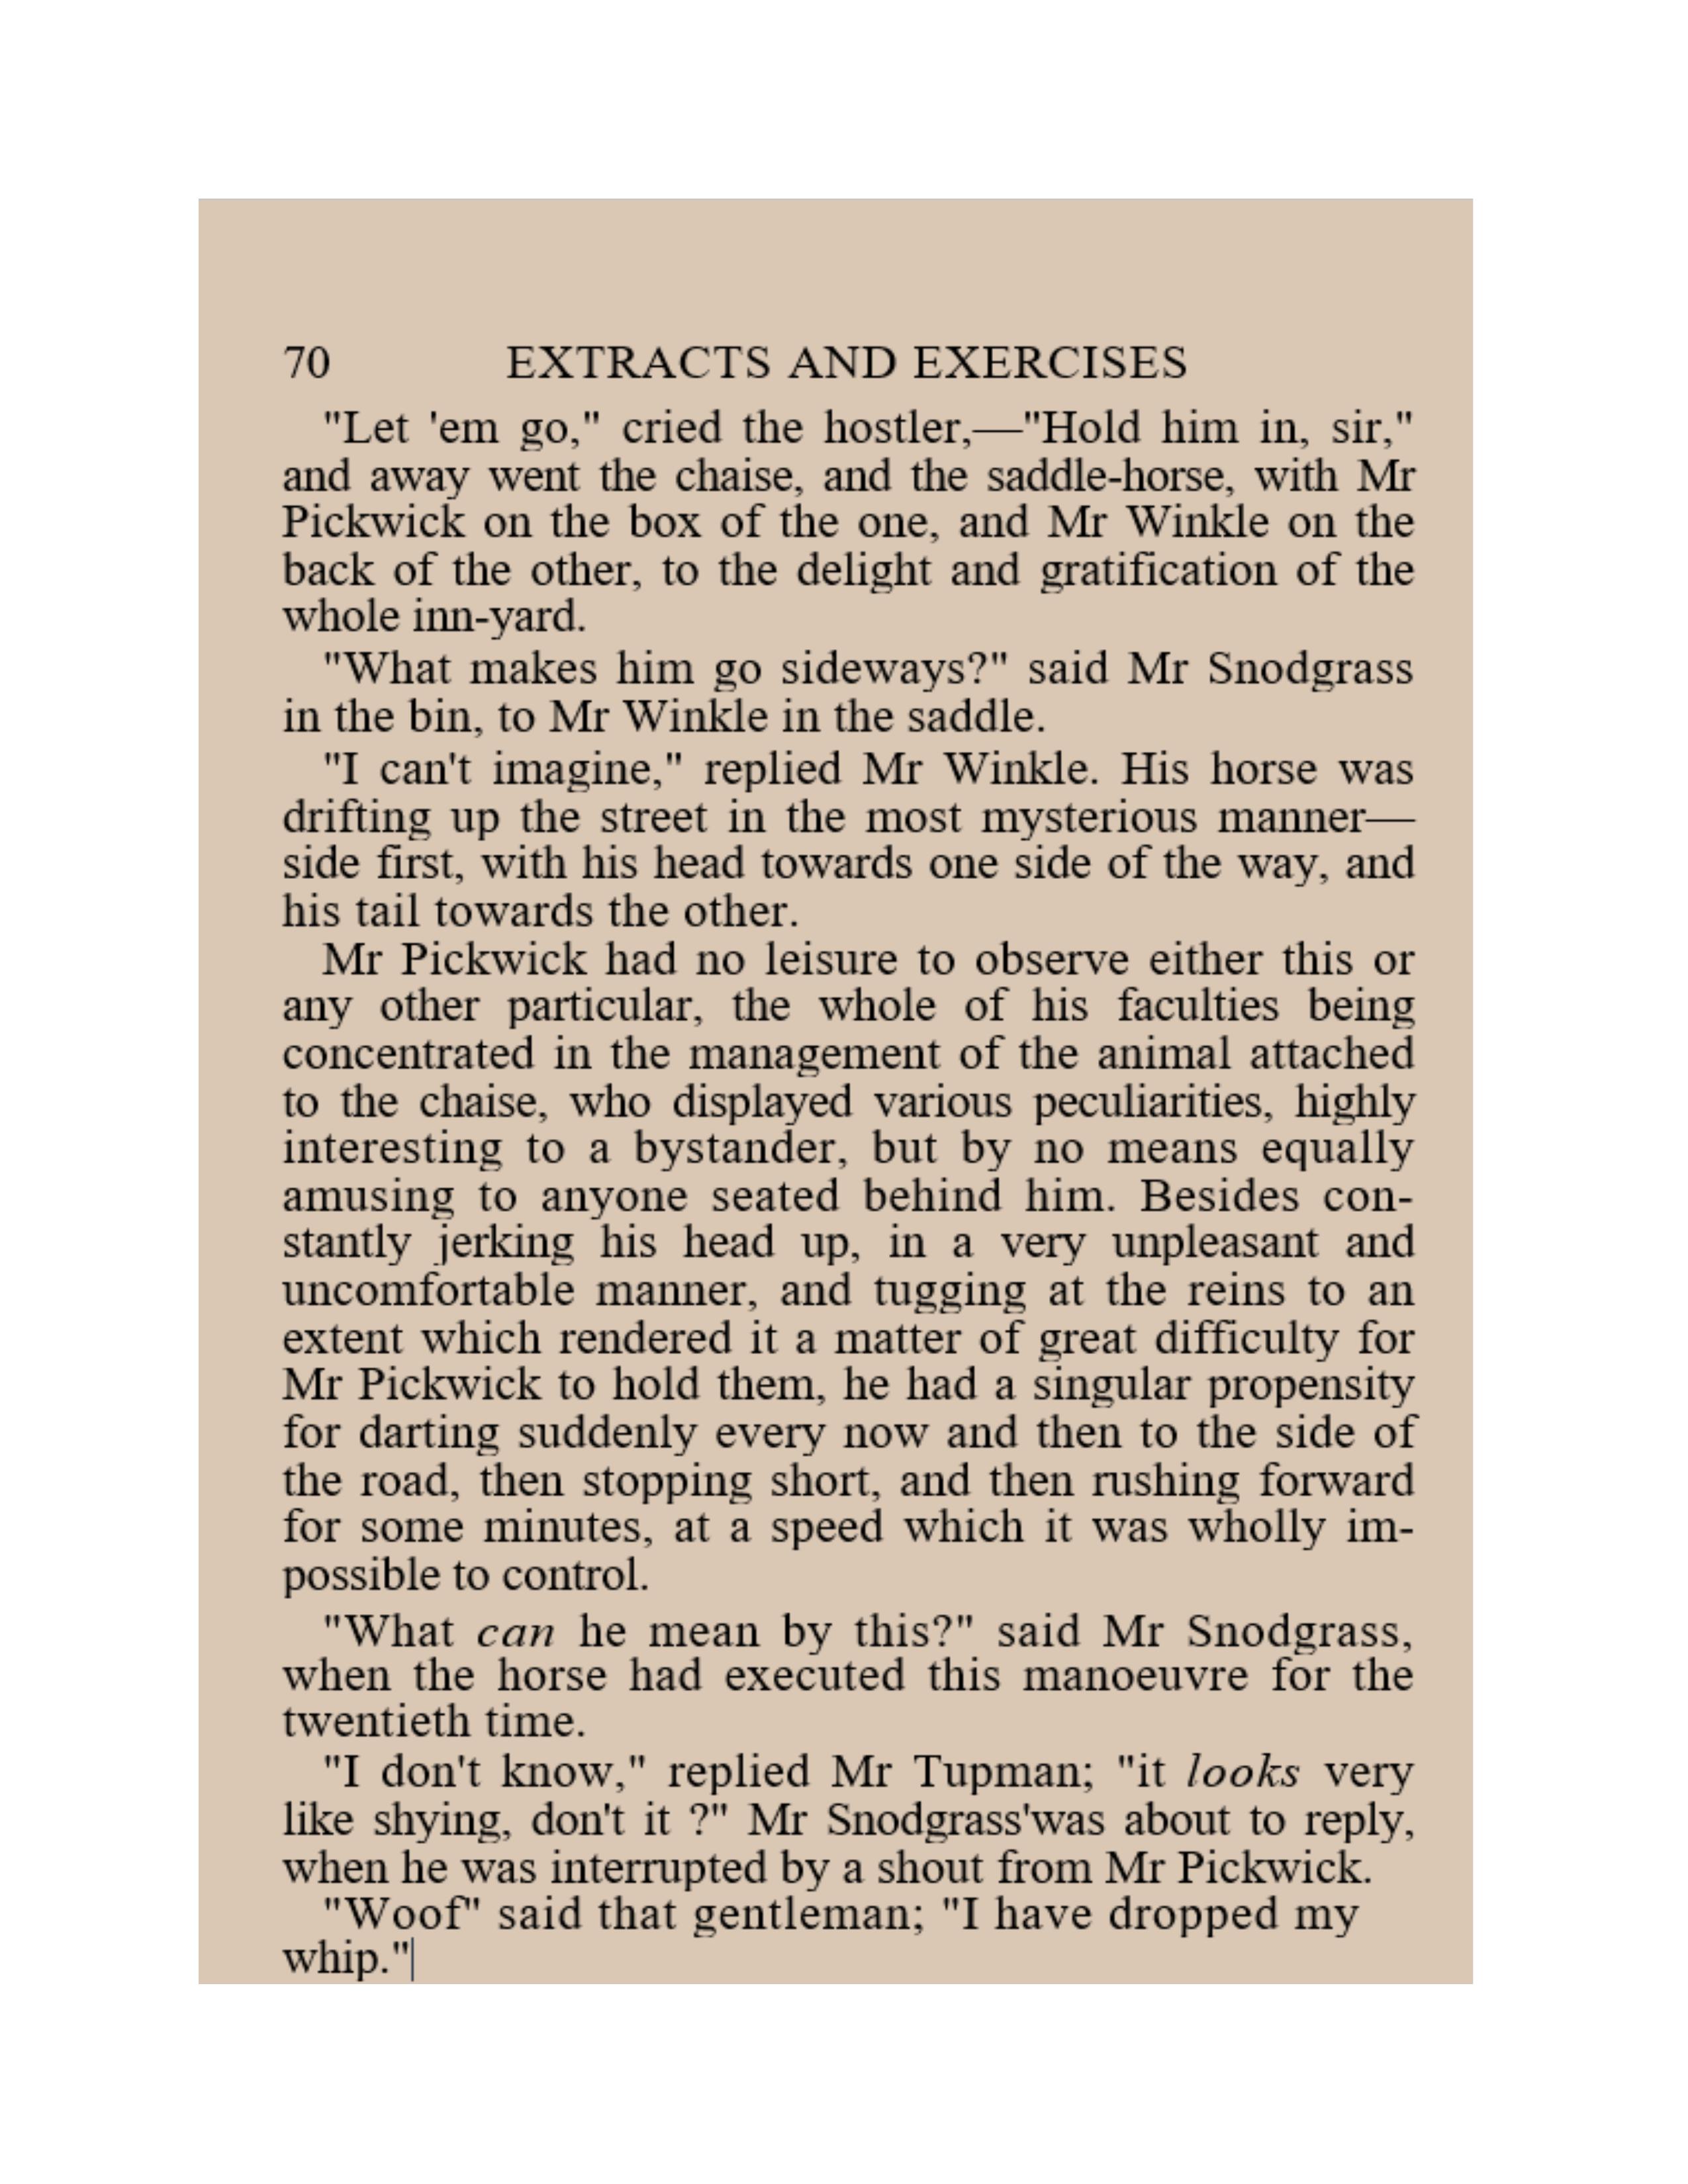 70 EXTRACTS AND EXERCISES
"Let 'em go," cried the hostler,—"Hold him in, sir,"
and away went the chaise, and the saddle-horse, with Mr
Pickwick on the box of the one, and Mr Winkle on the
back of the other, to the delight and gratification of the
whole inn-yard.
"What makes him go sideways?" said Mr Snodgrass
in the bin, to Mr Winkle in the saddle.
"I can't imagine," replied Mr Winkle. His horse was
drifting up the street in the most mysterious manner—
side first, with his head towards one side of the way, and
his tail towards the other.
Mr Pickwick had no leisure to observe either this or
any other particular, the whole of his faculties being
concentrated in the management of the animal attached
to the chaise, who displayed various peculiarities, highly
interesting to a bystander, but by no means equally
amusing to anyone seated behind him. Besides con-
stantly jerking his head up, in a very unpleasant and
uncomfortable manner, and tugging at the reins to an
extent which rendered it a matter of great difficulty for
Mr Pickwick to hold them, he had a singular propensity
for darting suddenly every now and then to the side of
the road, then stopping short, and then rushing forward
for some minutes, at a speed which it was wholly im-
possible to control.
"What can he mean by this?" said Mr Snodgrass,
when the horse had executed this manoeuvre for the
twentieth time.
"I don't know," replied Mr Tupman; "it looks very
like shying, don't it ?" Mr Snodgrass'was about to reply,
when he was interrupted by a shout from Mr Pickwick.
"Woof" said that gentleman; "I have dropped my
whip."